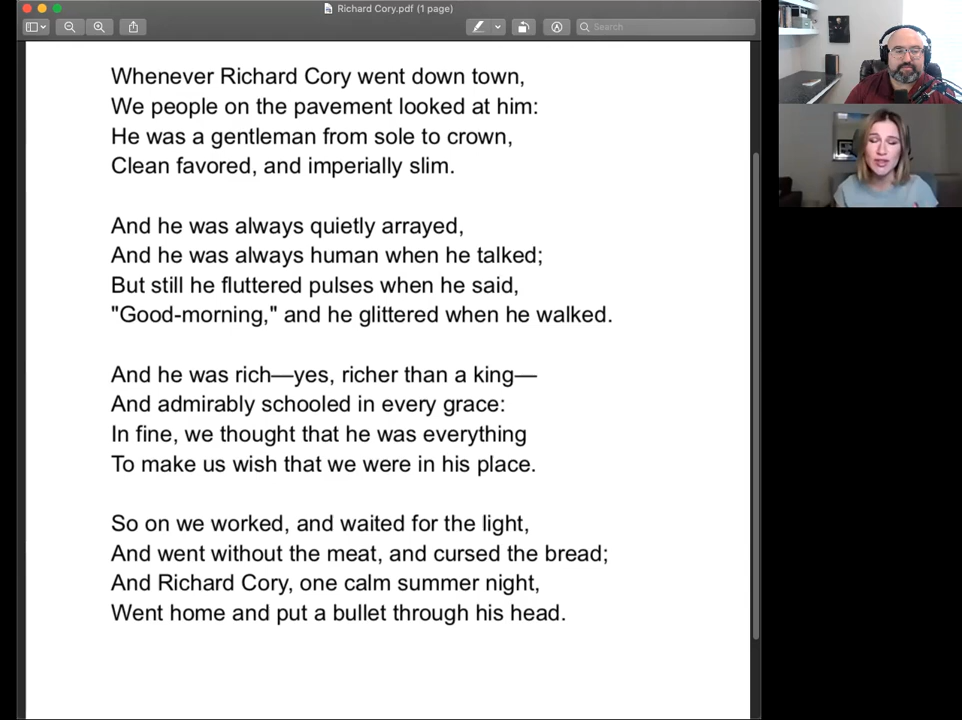 Richard Cory.pdf (1 page)
Search
Whenever Richard Cory went down town,
We people on the pavement looked at him:
He was a gentleman from sole to crown,
Clean favored, and imperially slim.
And he was always quietly arrayed,
And he was always human when he talked;
But still he fluttered pulses when he said,
"Good-morning," and he glittered when he walked.
And he was rich—yes, richer than a king—
And admirably schooled in every grace:
In fine, we thought that he was everything
To make us wish that we were in his place.
So on we worked, and waited for the light,
And went without the meat, and cursed the bread;
And Richard Cory, one calm summer night,
Went home and put a bullet through his head.